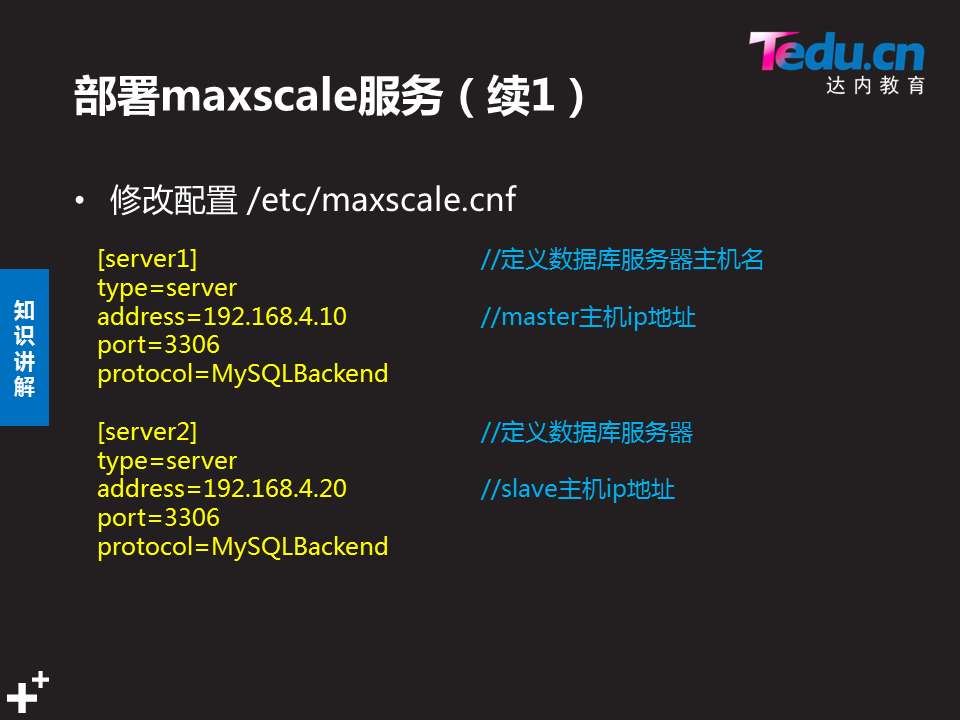 Tedu.cn
达内教育
部署maxscale服务（续1）
• 修改配置 /etc/maxscale.cnf
[server1] //定义数据库服务器主机名
type=server
address=192.168.4.10 //master主机ip地址
port=3306
protocol=MySQLBackend
[server2] //定义数据库服务器
type=server
address=192.168.4.20 //slave主机ip地址
port=3306
protocol=MySQLBackend
知识讲解